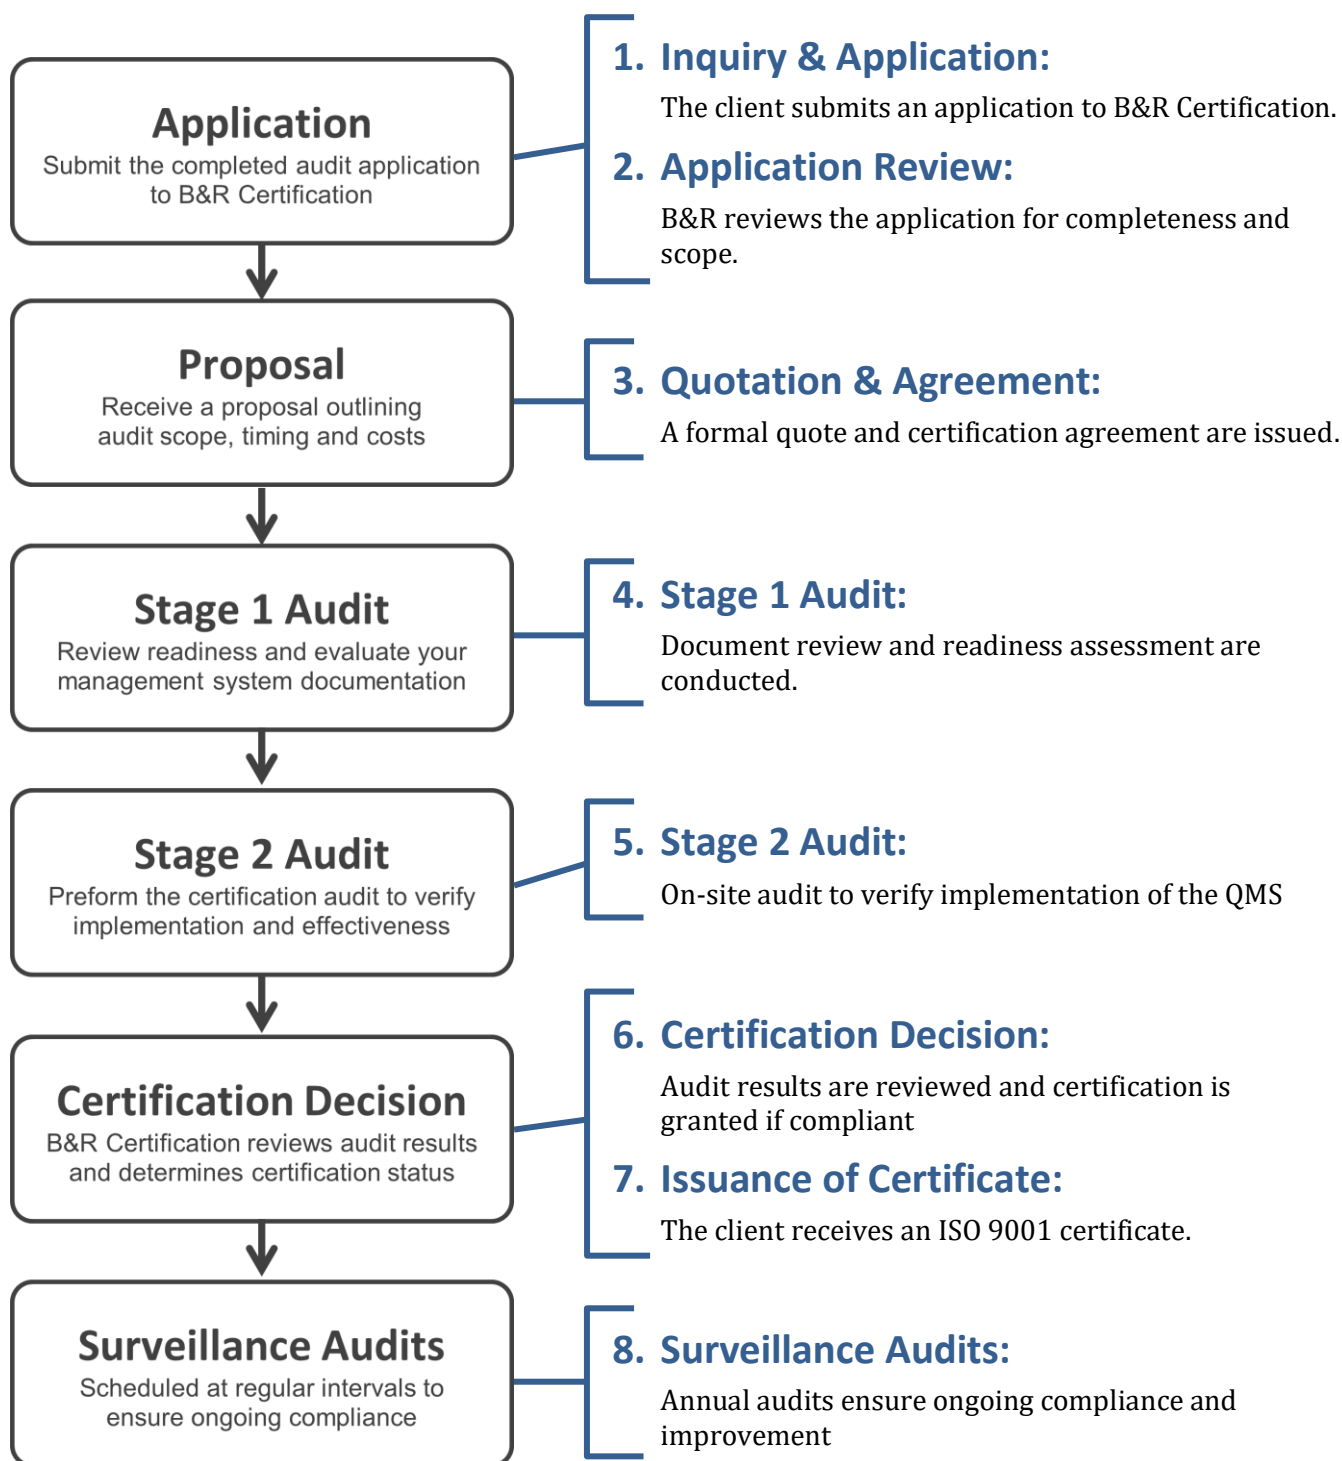 Application
Submit the completed audit application
to B&R Certification
1. Inquiry & Application:
The client submits an application to B&R Certification.
2. Application Review:
B&R reviews the application for completeness and
scope.
Proposal
Receive a proposal outlining
audit scope, timing and costs
3. Quotation & Agreement:
A formal quote and certification agreement are issued.
Stage 1 Audit
Review readiness and evaluate your
management system documentation
4. Stage 1 Audit:
Document review and readiness assessment are
conducted.
Stage 2 Audit
Preform the certification audit to verify
implementation and effectiveness
5. Stage 2 Audit:
On-site audit to verify implementation of the QMS
Certification Decision
B&R Certification reviews audit results
and determines certification status
6. Certification Decision:
Audit results are reviewed and certification is
granted if compliant
7. Issuance of Certificate:
The client receives an ISO 9001 certificate.
Surveillance Audits
Scheduled at regular intervals to
ensure ongoing compliance
8. Surveillance Audits:
Annual audits ensure ongoing compliance and
improvement